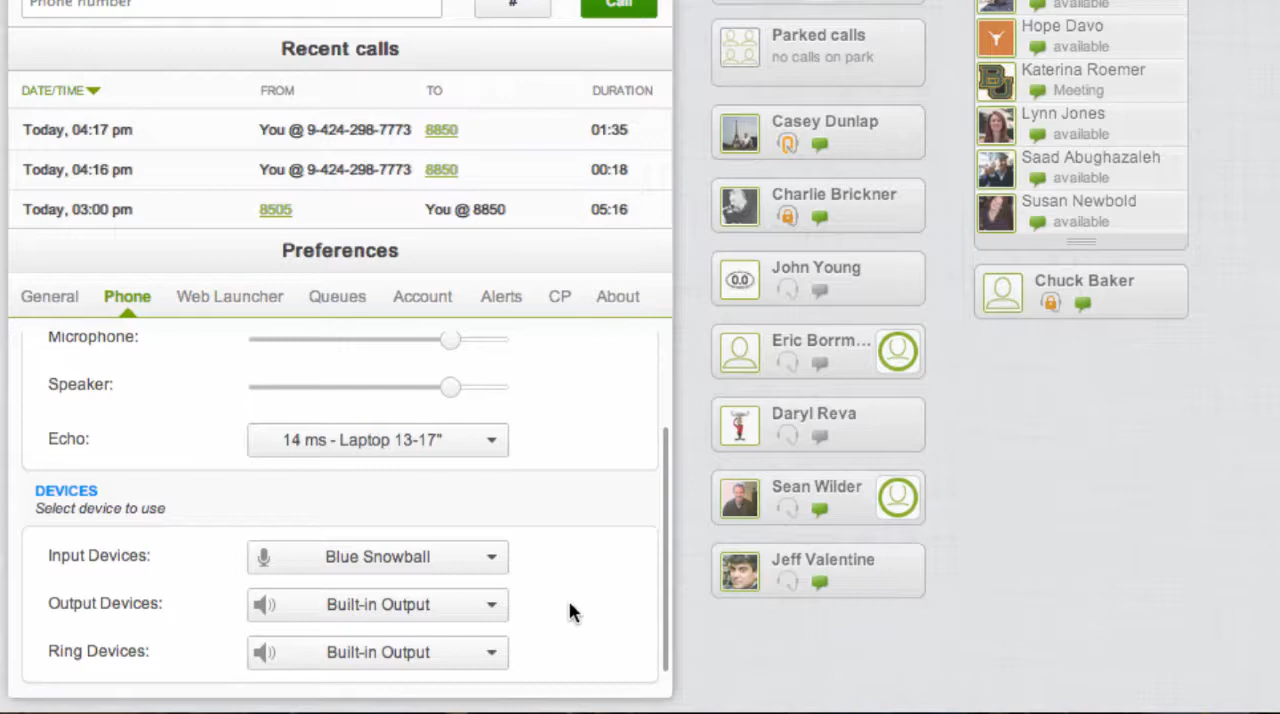 Phone number
#
Call
Recent calls
DATE/TIME FROM TO DURATION
Today, 04:17 pm You @ 9-424-298-7773 8850 01:35
Today, 04:16 pm You @ 9-424-298-7773 8850 00:18
Today, 03:00 pm 8505 You @ 8850 05:16
Preferences
General Phone Web Launcher Queues Account Alerts CP About
Microphone:
Speaker:
Echo: 14 ms - Laptop 13-17"
DEVICES
Select device to use
Input Devices: Blue Snowball
Output Devices: Built-in Output
Ring Devices: Built-in Output
Parked calls
no calls on park
Casey Dunlap
Charlie Brickner
0.0
John Young
Eric Borrm...
Daryl Reva
Sean Wilder
Jeff Valentine
available
Hope Davo
available
Katerina Roemer
Meeting
Lynn Jones
available
Saad Abughazaleh
available
Susan Newbold
available
Chuck Baker